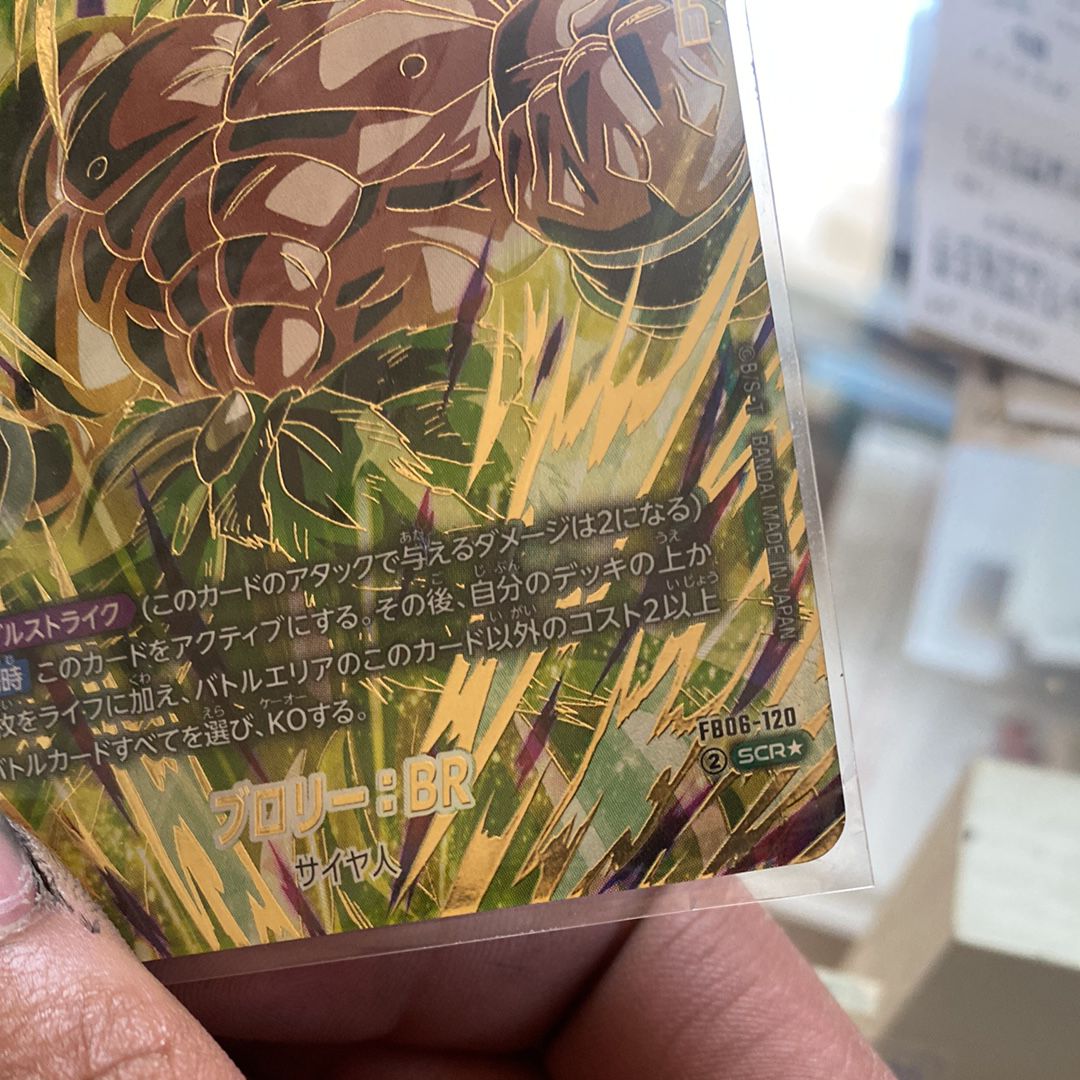 ブルストライク (このカードのアタックで与えるダメージは2になる)
時 このカードをアクティブにする。その後、自分のデッキの上か
枚をライフに加え、バトルエリアのこのカード以外のコスト2以上
バトルカードすべてを選び、KOする。
FB06-120
② SCR★
ブロリー:BR
サイヤ人
©B/S・T BANDAI MADE IN JAPAN